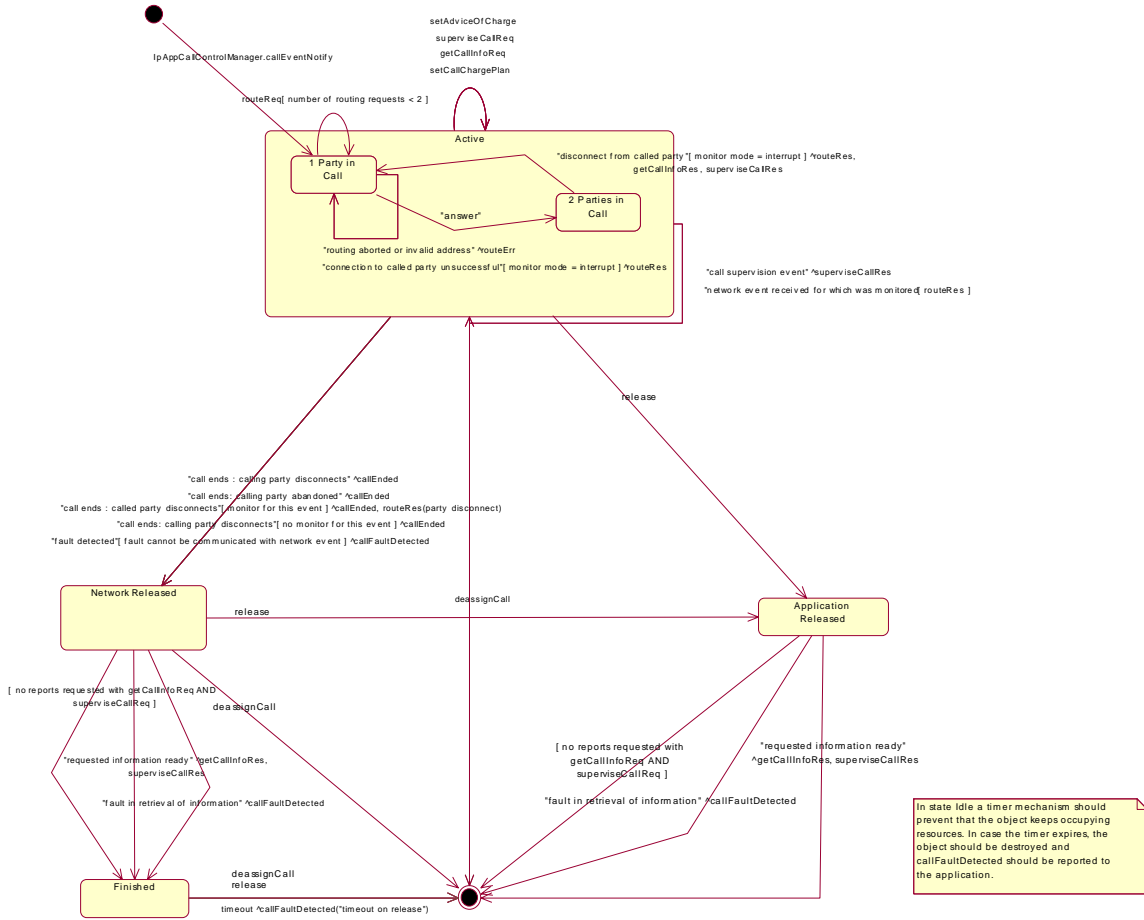 setAdviceOfCharge
superviseCallReq
getCallInfoReq
setCallChargePlan
IpAppCallControlManager.callEventNotify
routeReq[ number of routing requests < 2 ]
Active
1 Party in
Call
"disconnect from called party"[ monitor mode = interrupt ] ^routeRes,
getCallInfoRes, superviseCallRes
2 Parties in
Call
"answer"
"routing aborted or invalid address" ^routeErr
"connection to called party unsuccessful"[ monitor mode = interrupt ] ^routeRes
"call supervision event" ^superviseCallRes
"network event received for which was monitored[ routeRes ]
release
"call ends : calling party disconnects" ^callEnded
"call ends: calling party abandoned" ^callEnded
"call ends : called party disconnects"[ monitor for this event ] ^callEnded, routeRes(party disconnect)
"call ends: calling party disconnects"[ no monitor for this event ] ^callEnded
"fault detected"[ fault cannot be communicated with network event ] ^callFaultDetected
Network Released
release
deassignCall
Application
Released
[ no reports requested with getCallInfoReq AND
superviseCallReq ]
deassignCall
"requested information ready" ^getCallInfoRes,
superviseCallRes
"fault in retrieval of information" ^callFaultDetected
[ no reports requested with
getCallInfoReq AND
superviseCallReq ]
"requested information ready"
^getCallInfoRes, superviseCallRes
"fault in retrieval of information" ^callFaultDetected
In state Idle a timer mechanism should
prevent that the object keeps occupying
resources. In case the timer expires, the
object should be destroyed and
callFaultDetected should be reported to
the application.
Finished
deassignCall
release
timeout ^callFaultDetected("timeout on release")